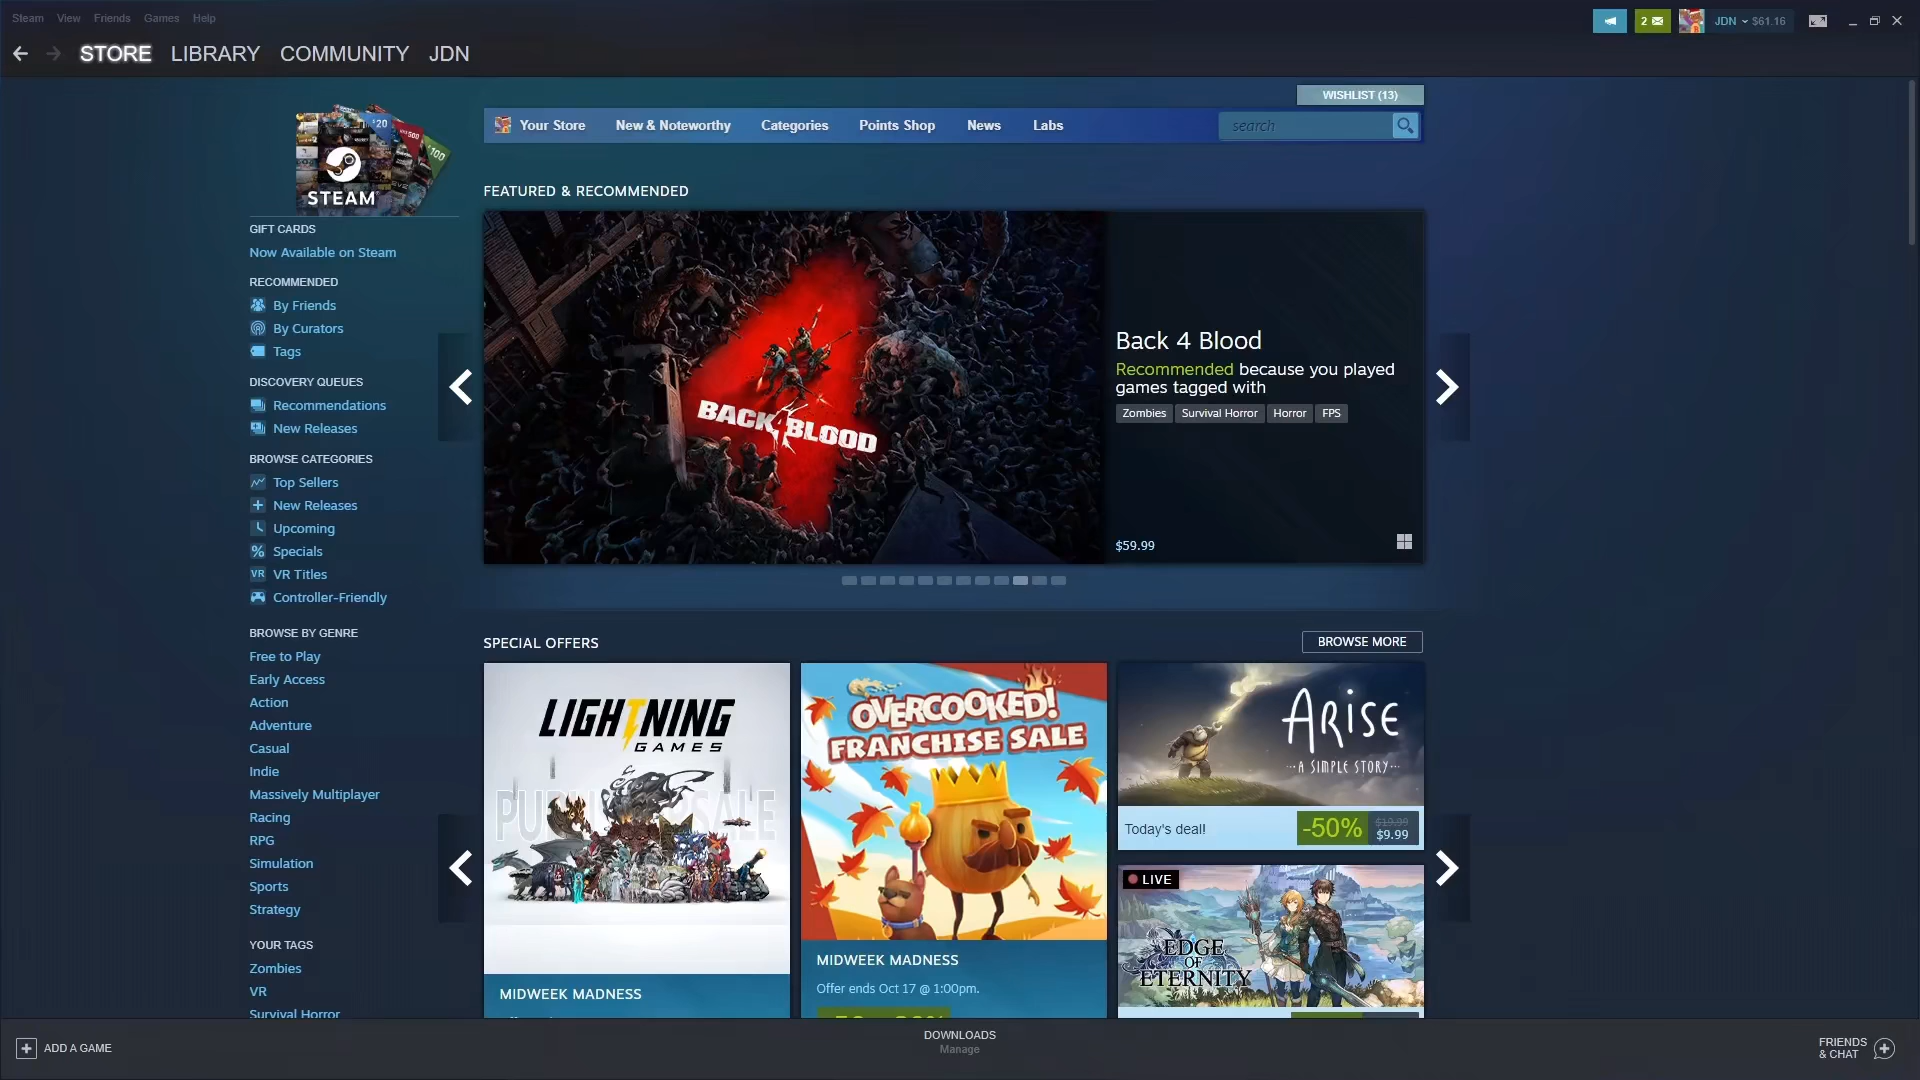 Steam View Friends Games Help
2 JDN $61.16
STORE LIBRARY COMMUNITY JDN
WISHLIST (13)
Your Store New & Noteworthy Categories Points Shop News Labs search
$20 500 $100
STEAM
FEATURED & RECOMMENDED
GIFT CARDS
Now Available on Steam
RECOMMENDED
By Friends
By Curators
Tags
DISCOVERY QUEUES
Recommendations
New Releases
BROWSE CATEGORIES
Top Sellers
New Releases
Upcoming
Specials
VR VR Titles
Controller-Friendly
BROWSE BY GENRE
Free to Play
Early Access
Action
Adventure
Casual
Indie
Massively Multiplayer
Racing
RPG
Simulation
Sports
Strategy
YOUR TAGS
Zombies
VR
Survival Horror
BACK 4 BLOOD
Back 4 Blood
Recommended because you played
games tagged with
Zombies Survival Horror Horror FPS
$59.99
SPECIAL OFFERS
BROWSE MORE
LIGHTNING
GAMES
SALE
MIDWEEK MADNESS
OVERCOOKED!
FRANCHISE SALE
MIDWEEK MADNESS
Offer ends Oct 17 @ 1:00pm.
ARISE
A SIMPLE STORY
Today's deal! -50% $19.99
$9.99
LIVE
EDGE
OF
ETERNITY
ADD A GAME
DOWNLOADS
Manage
FRIENDS
& CHAT